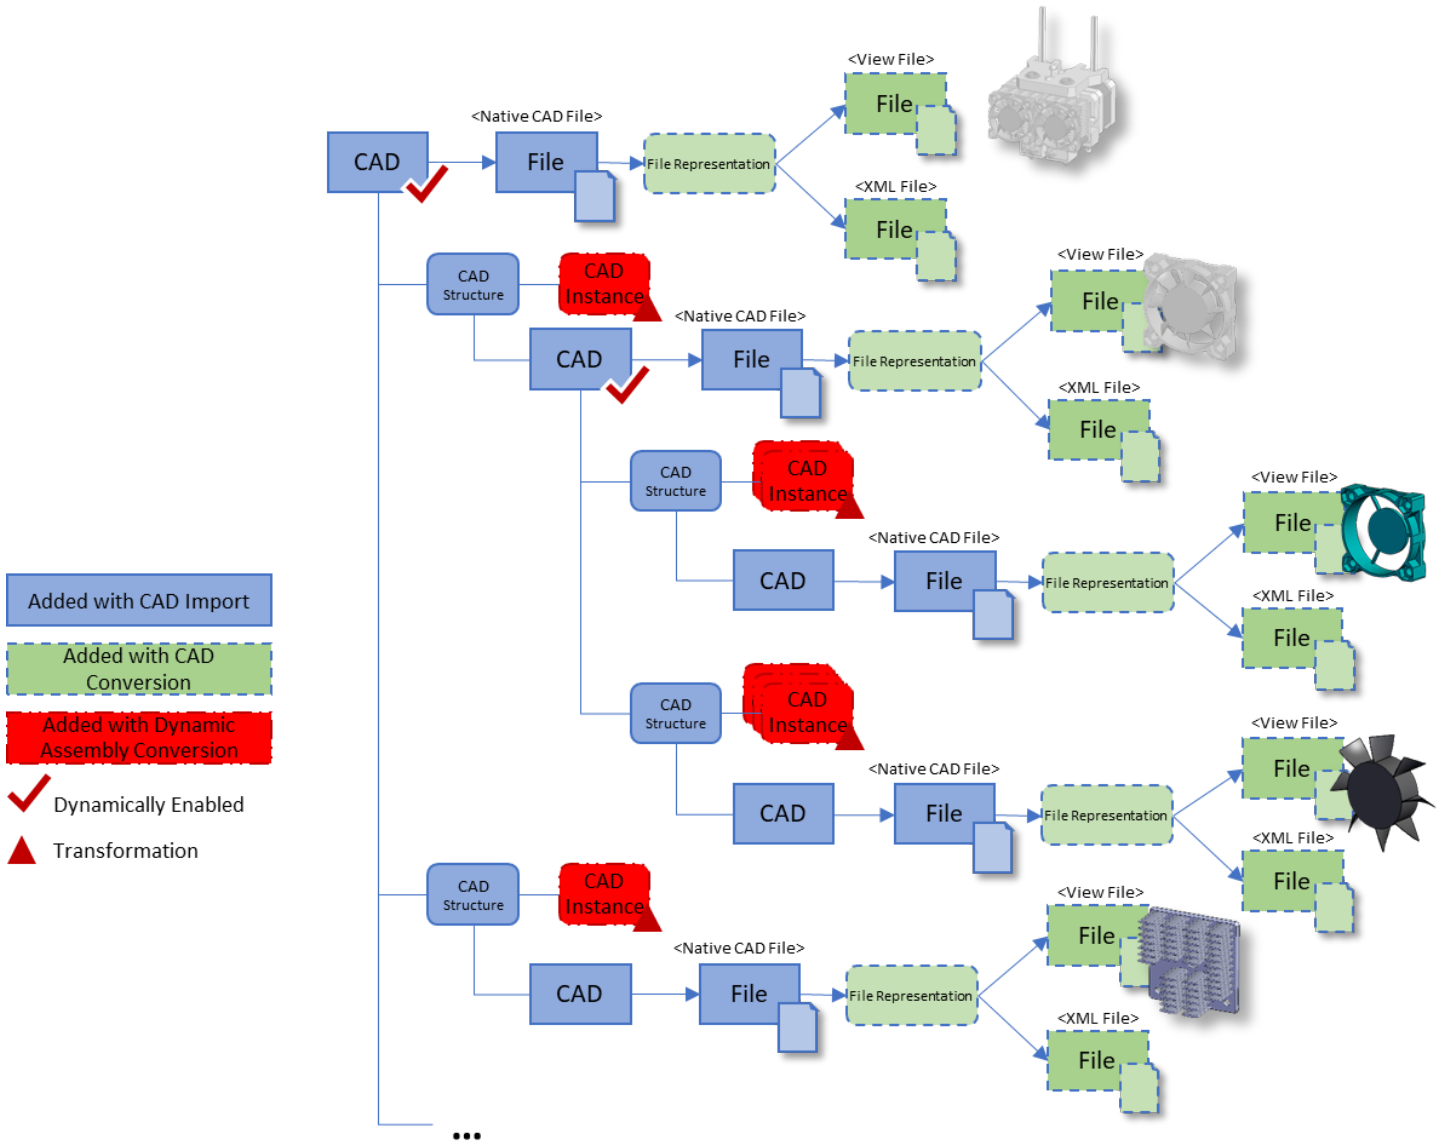 <View File>
File
<Native CAD File>
CAD
File
File Representation
<XML File>
File
CAD
Structure
CAD
Instance
<View File>
File
<Native CAD File>
CAD
File
File Representation
<XML File>
File
CAD
Structure
CAD
Instance
<View File>
File
<Native CAD File>
CAD
File
File Representation
<XML File>
File
CAD
Structure
CAD
Instance
<View File>
File
<Native CAD File>
CAD
File
File Representation
<XML File>
File
CAD
Structure
CAD
Instance
<View File>
File
<Native CAD File>
CAD
File
File Representation
<XML File>
File
...
Added with CAD Import
Added with CAD
Conversion
Added with Dynamic
Assembly Conversion
Dynamically Enabled
Transformation